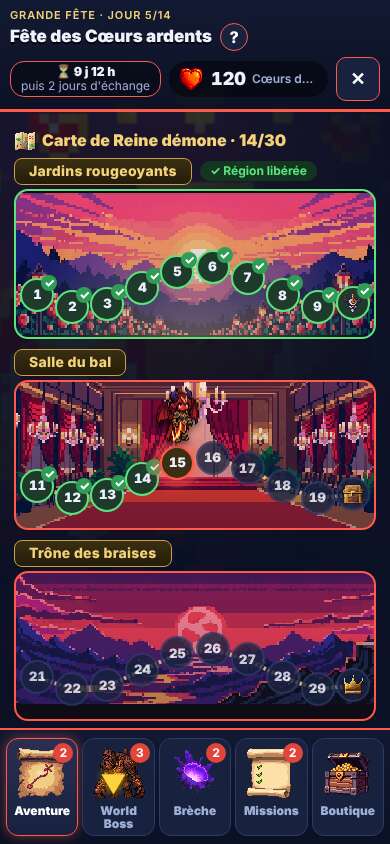 GRANDE FÊTE · JOUR 5/14
Fête des Cœurs ardents ?
⏳ 9 j 12 h
puis 2 jours d'échange
120 Cœurs d…
✕
Carte de Reine démone · 14/30
Jardins rougeoyants
✓ Région libérée
1 2 3 4 5 6 7 8 9
Salle du bal
11 12 13 14 15 16 17 18 19
Trône des braises
21 22 23 24 25 26 27 28 29
2 3 2 2
Aventure
World Boss
Brèche
Missions
Boutique